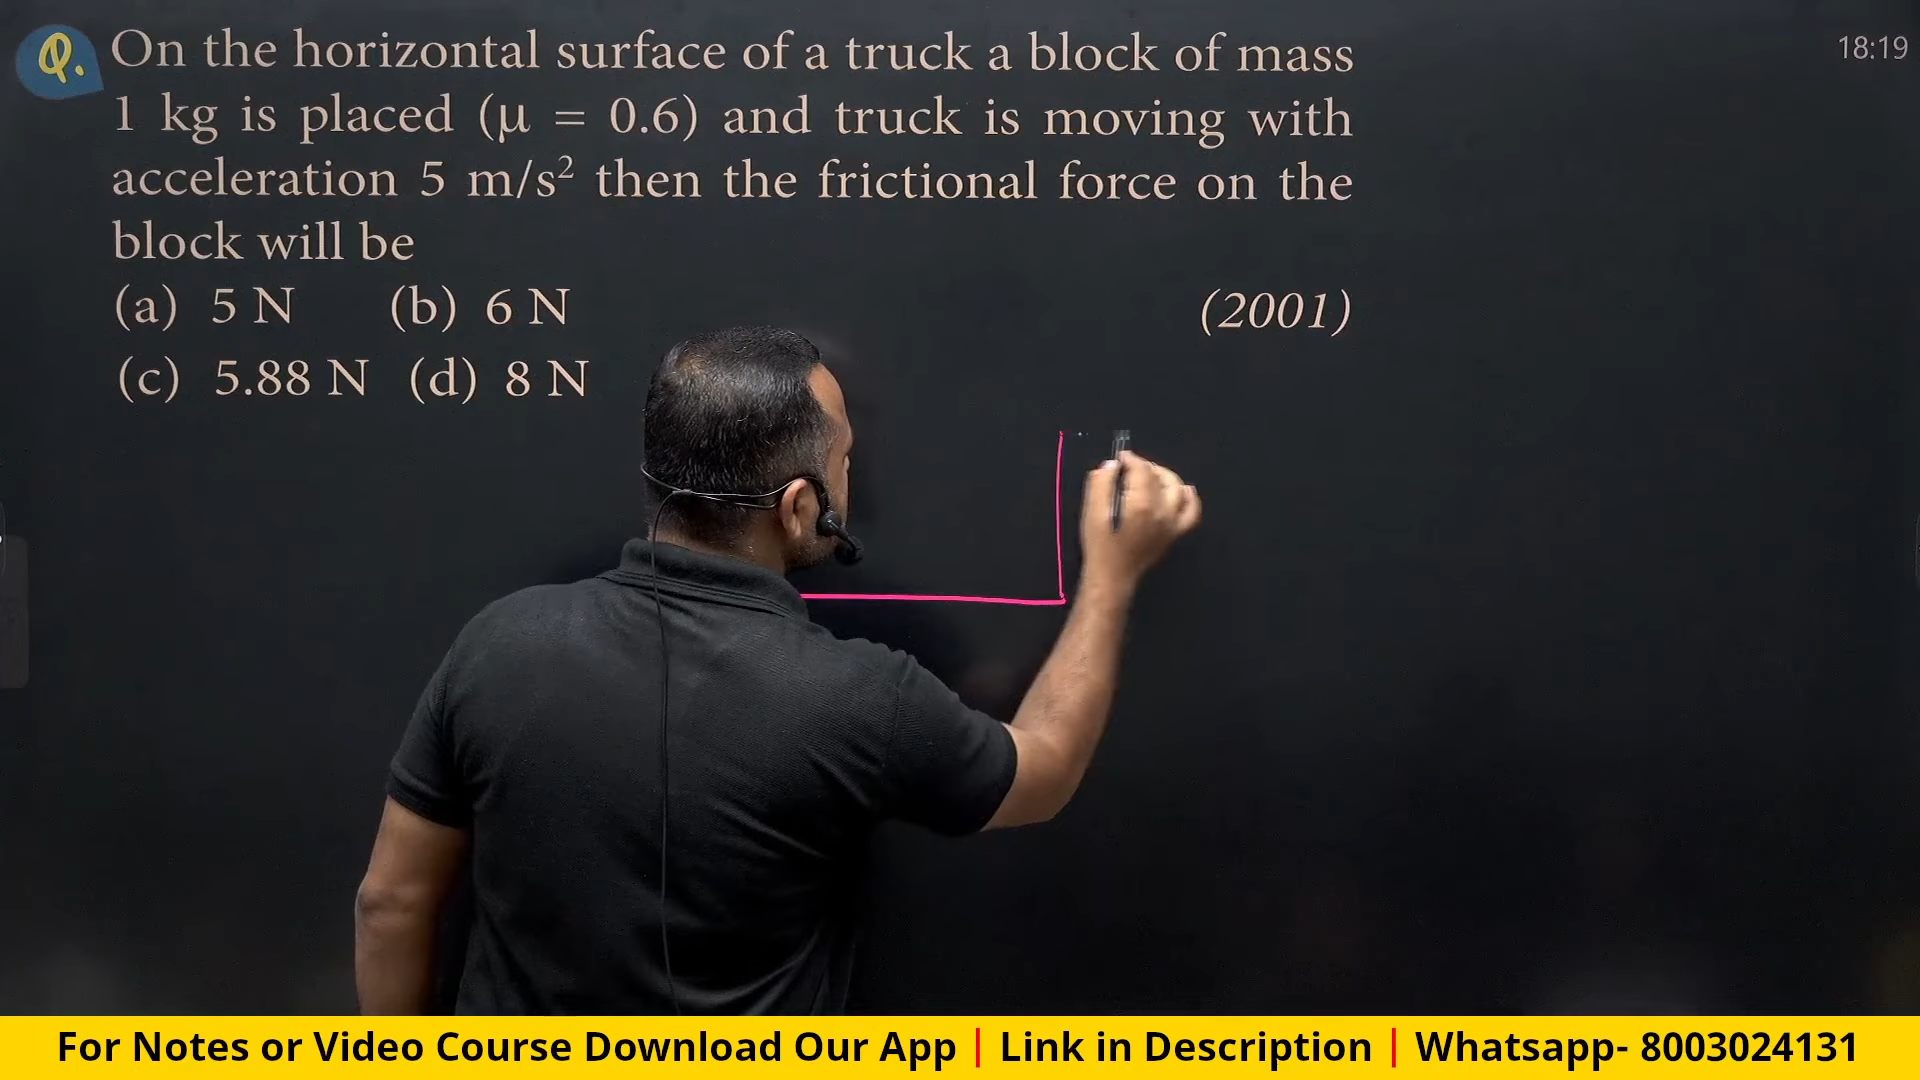 Q. On the horizontal surface of a truck a block of mass
18:19
1 kg is placed (μ = 0.6) and truck is moving with
acceleration 5 m/s² then the frictional force on the
block will be
(a) 5 N (b) 6 N (2001)
(c) 5.88 N (d) 8 N
For Notes or Video Course Download Our App | Link in Description | Whatsapp- 8003024131